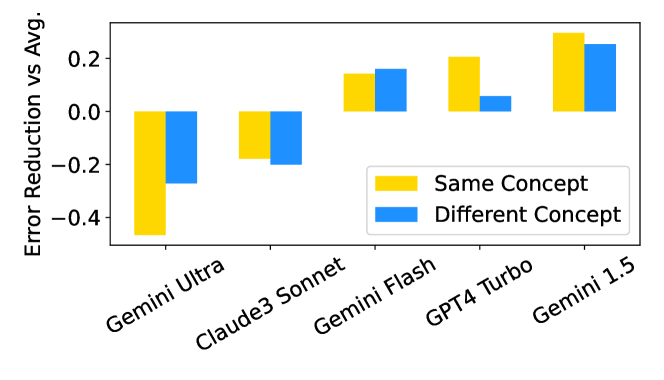 Error Reduction vs Avg.
0.2
0.0
−0.2
−0.4
Same Concept
Different Concept
Gemini Ultra
Claude3 Sonnet
Gemini Flash
GPT4 Turbo
Gemini 1.5